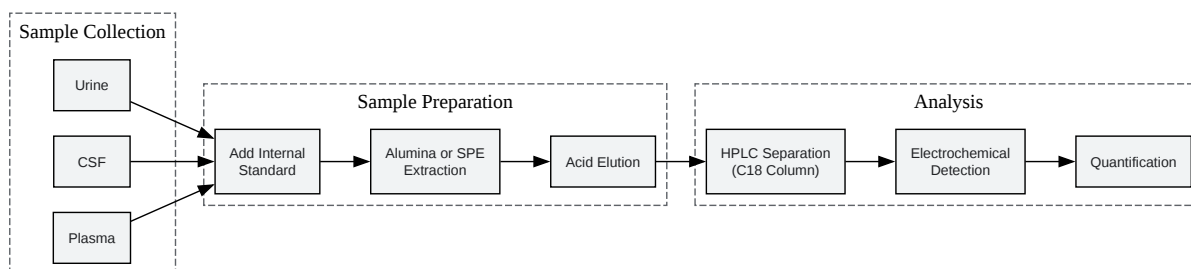 Sample Collection
Urine
CSF
Plasma
Sample Preparation
Add Internal
Standard
Alumina or SPE
Extraction
Acid Elution
Analysis
HPLC Separation
(C18 Column)
Electrochemical
Detection
Quantification